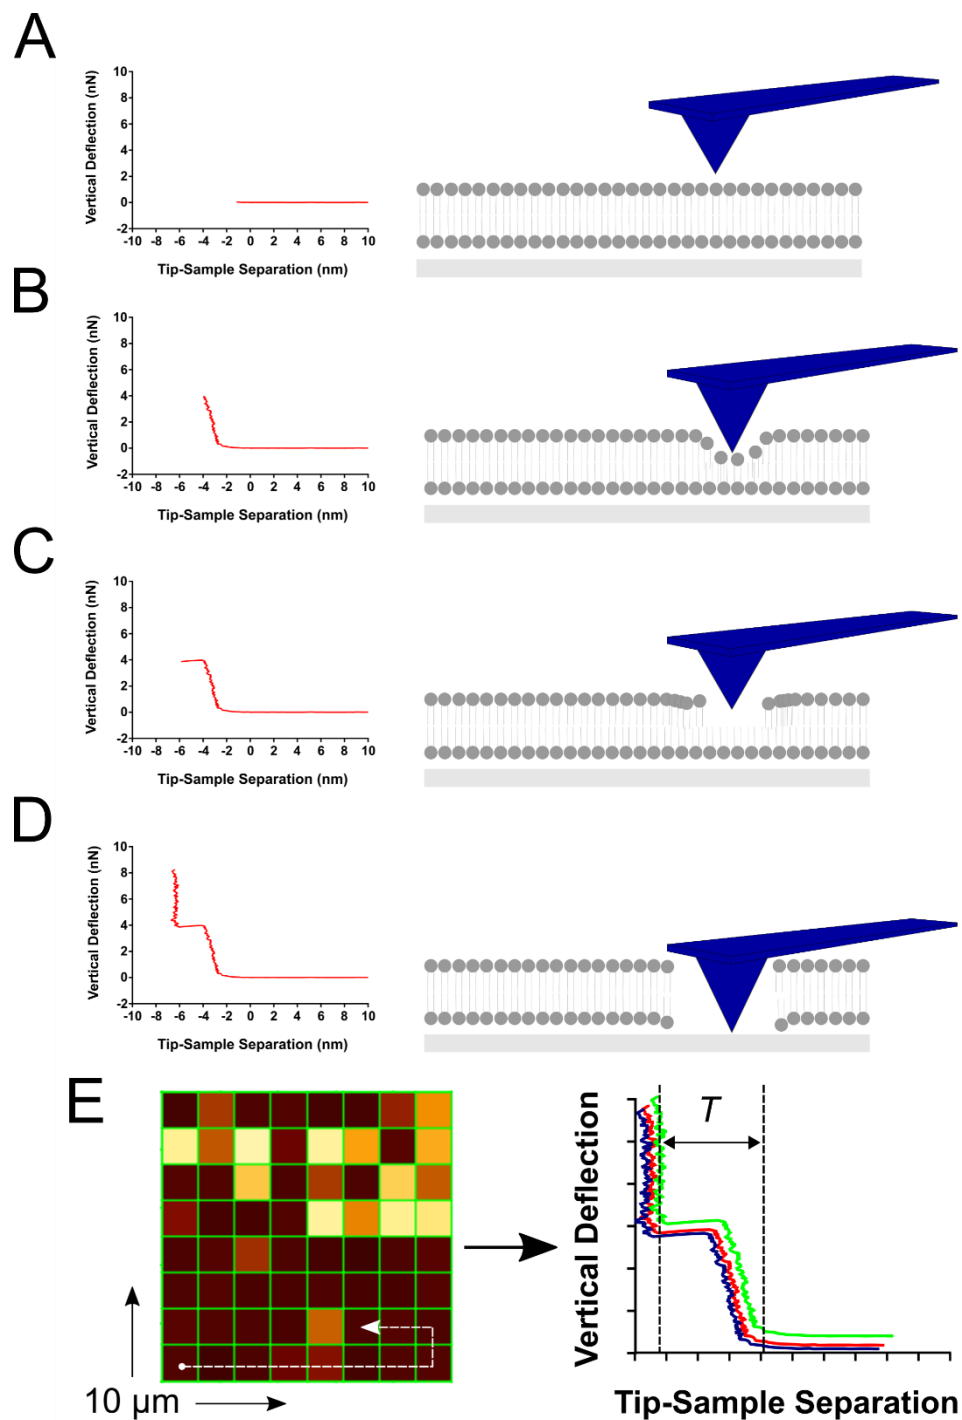 A
Vertical Deflection (nN)
10
8
6
4
2
0
-2
-10 -8 -6 -4 -2 0 2 4 6 8 10
Tip-Sample Separation (nm)
B
Vertical Deflection (nN)
10
8
6
4
2
0
-2
-10 -8 -6 -4 -2 0 2 4 6 8 10
Tip-Sample Separation (nm)
C
Vertical Deflection (nN)
10
8
6
4
2
0
-2
-10 -8 -6 -4 -2 0 2 4 6 8 10
Tip-Sample Separation (nm)
D
Vertical Deflection (nN)
10
8
6
4
2
0
-2
-10 -8 -6 -4 -2 0 2 4 6 8 10
Tip-Sample Separation (nm)
E
10 µm
T
Vertical Deflection
Tip-Sample Separation